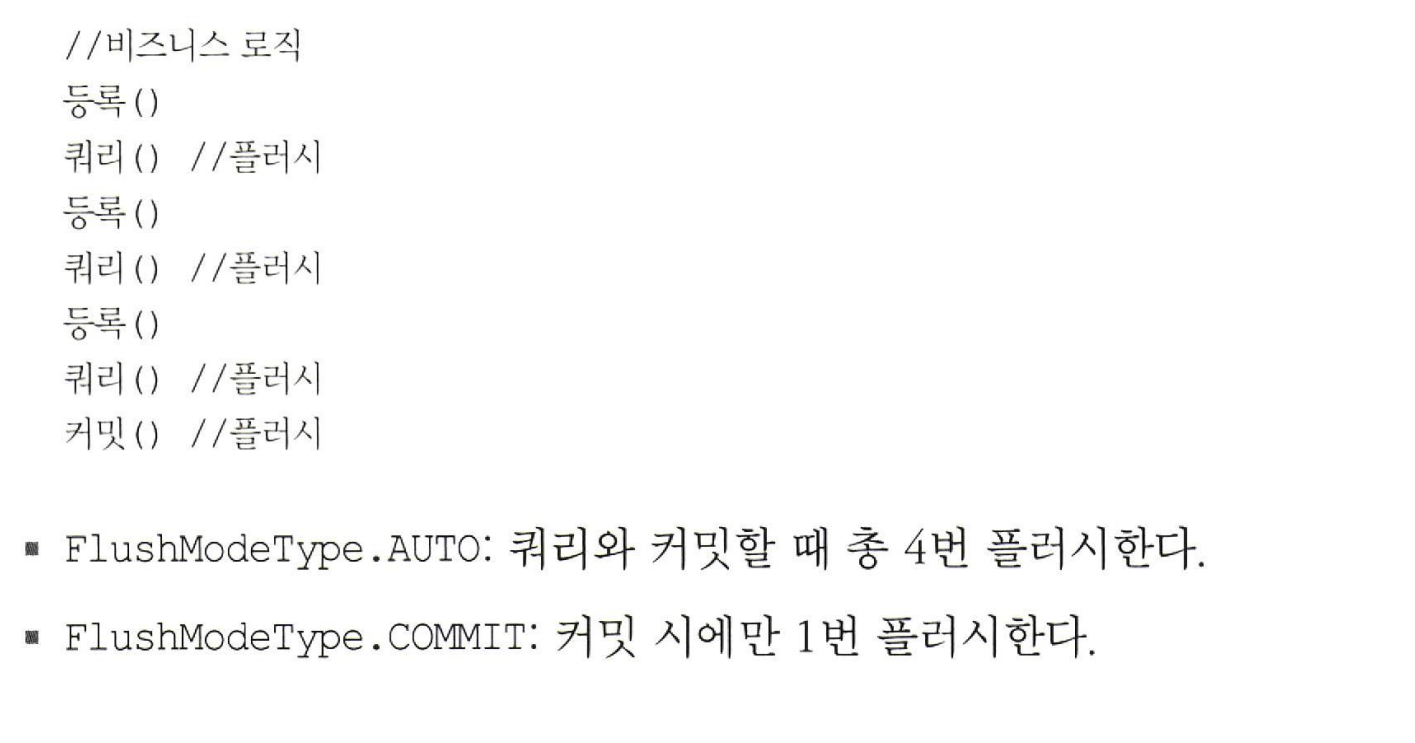 //비즈니스 로직
등록()
쿼리() //플러시
등록()
쿼리() //플러시
등록()
쿼리() //플러시
커밋() //플러시
▪ FlushModeType.AUTO: 쿼리와 커밋할 때 총 4번 플러시한다.
▪ FlushModeType.COMMIT: 커밋 시에만 1번 플러시한다.